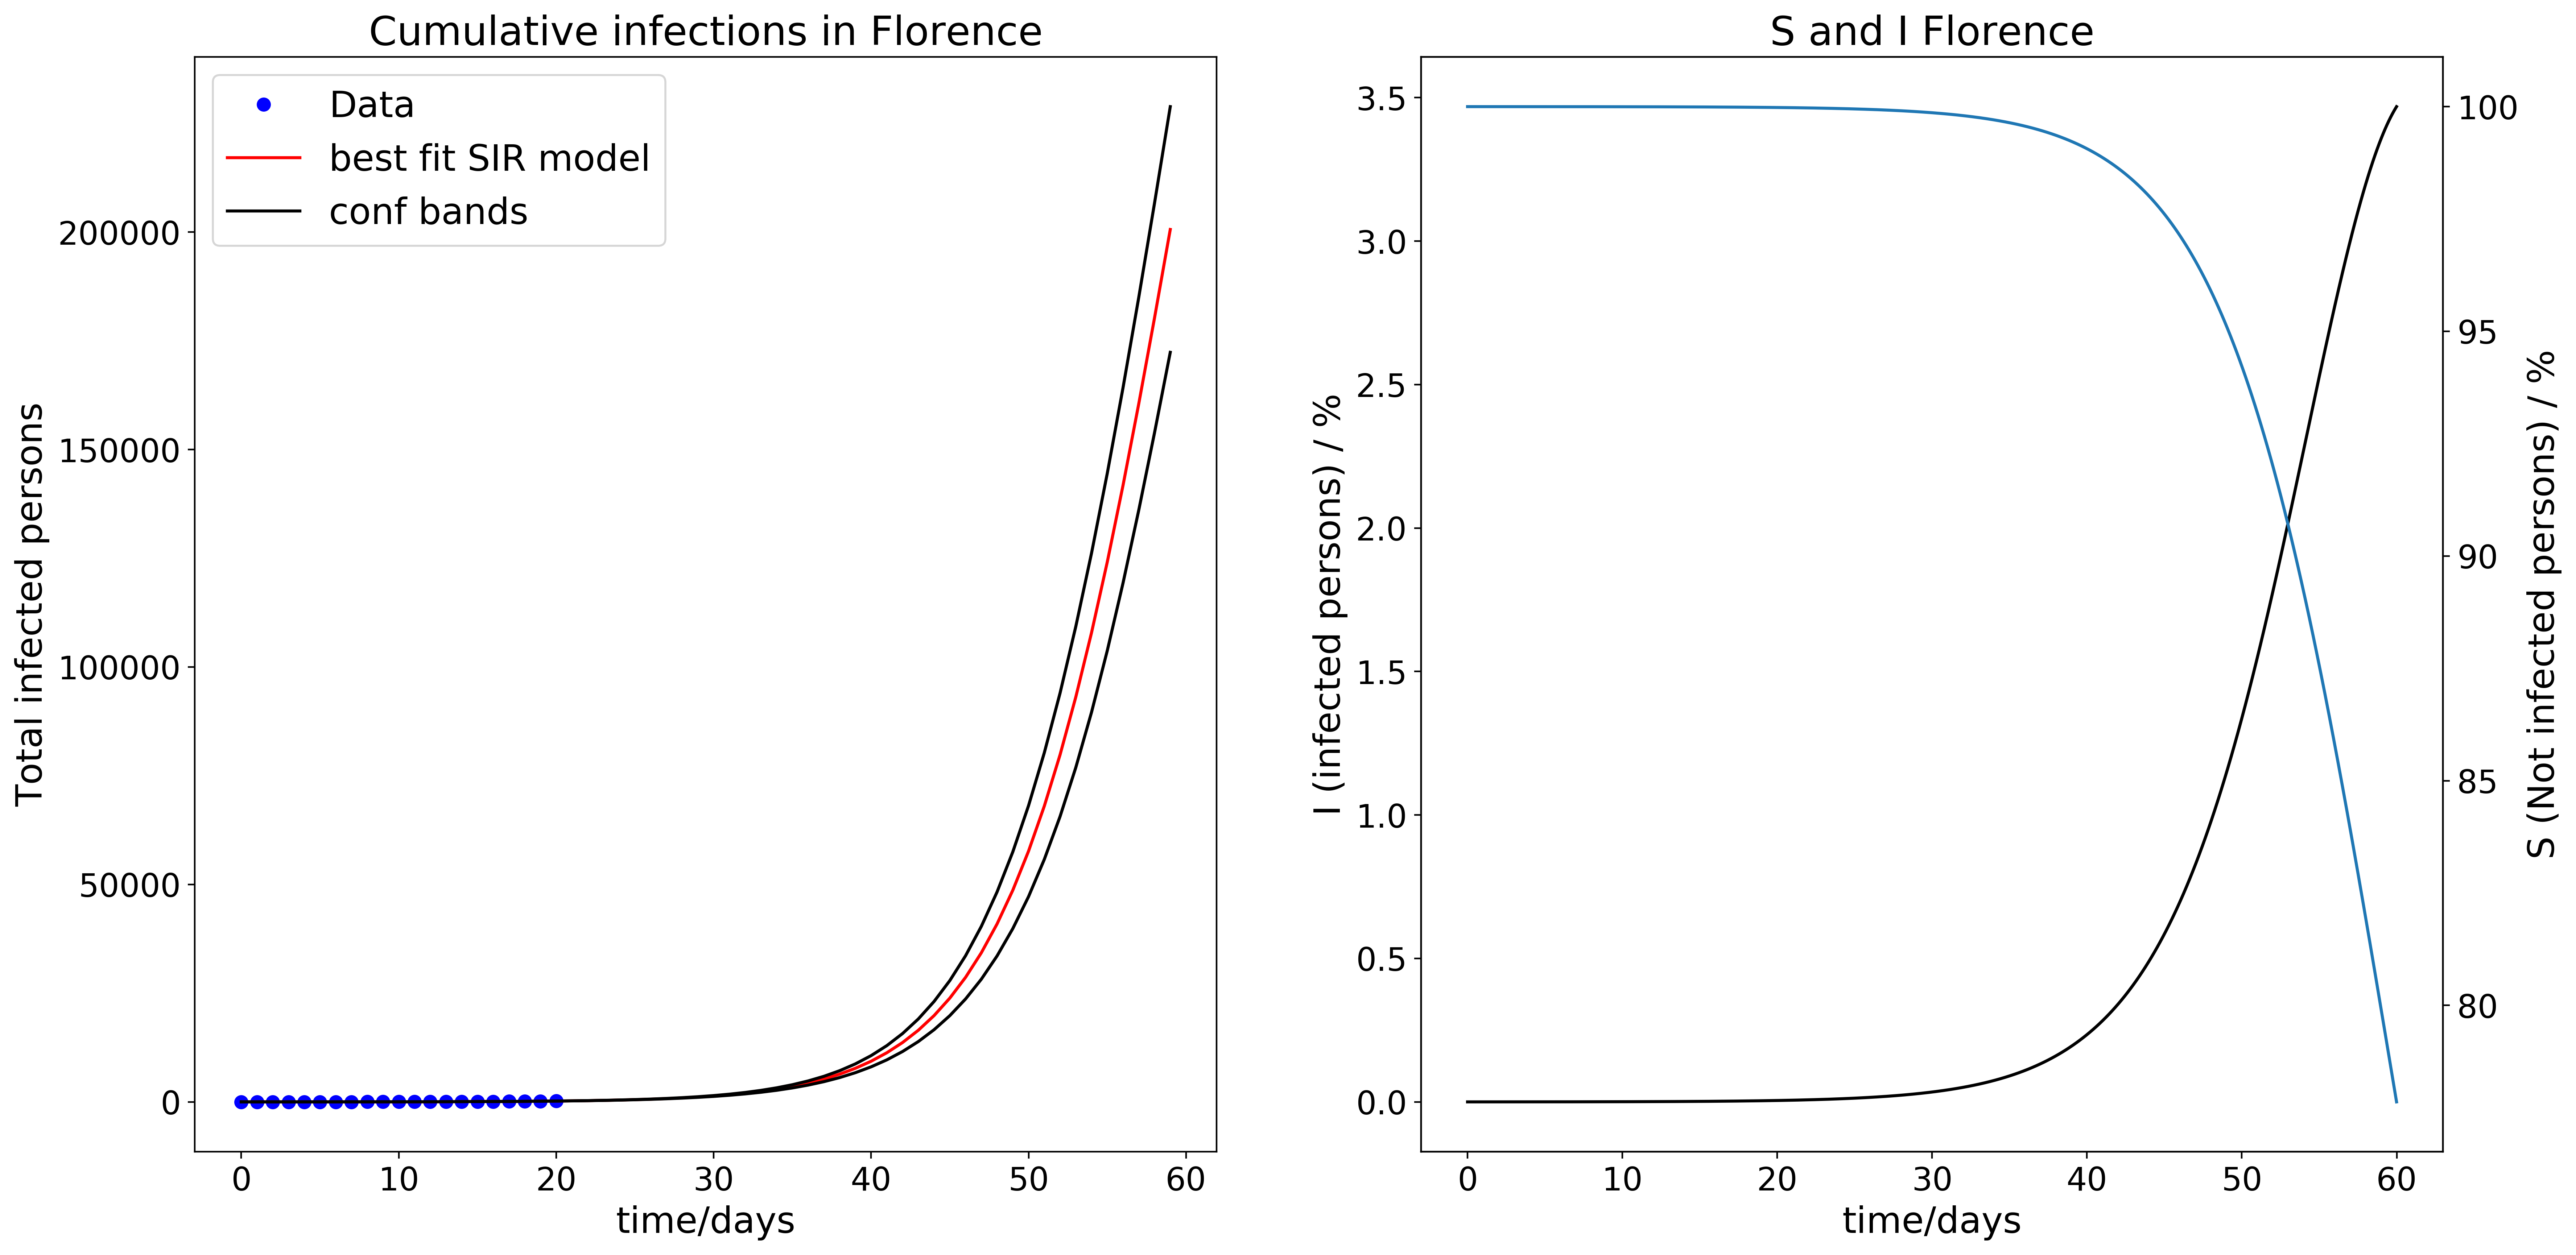 Cumulative infections in Florence
Data
best fit SIR model
conf bands
Total infected persons
200000
150000
100000
50000
0
0 10 20 30 40 50 60
time/days
S and I Florence
I (infected persons) / %
3.5
3.0
2.5
2.0
1.5
1.0
0.5
0.0
100
95
90
85
80
S (Not infected persons) / %
0 10 20 30 40 50 60
time/days